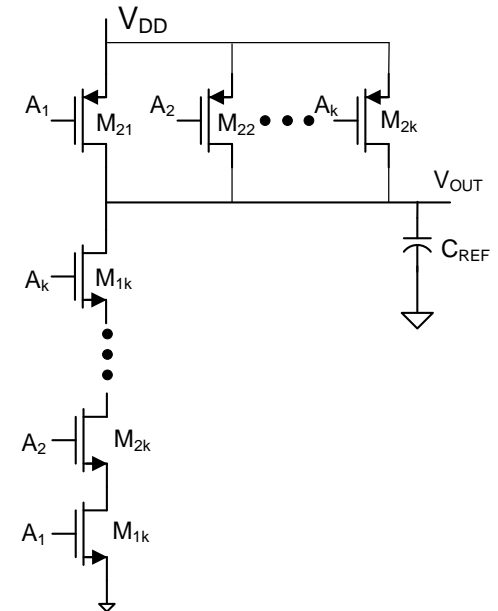 V_DD
A_1 M_21 A_2 M_22 A_k M_2k
V_OUT
C_REF
A_k M_1k
A_2 M_2k
A_1 M_1k